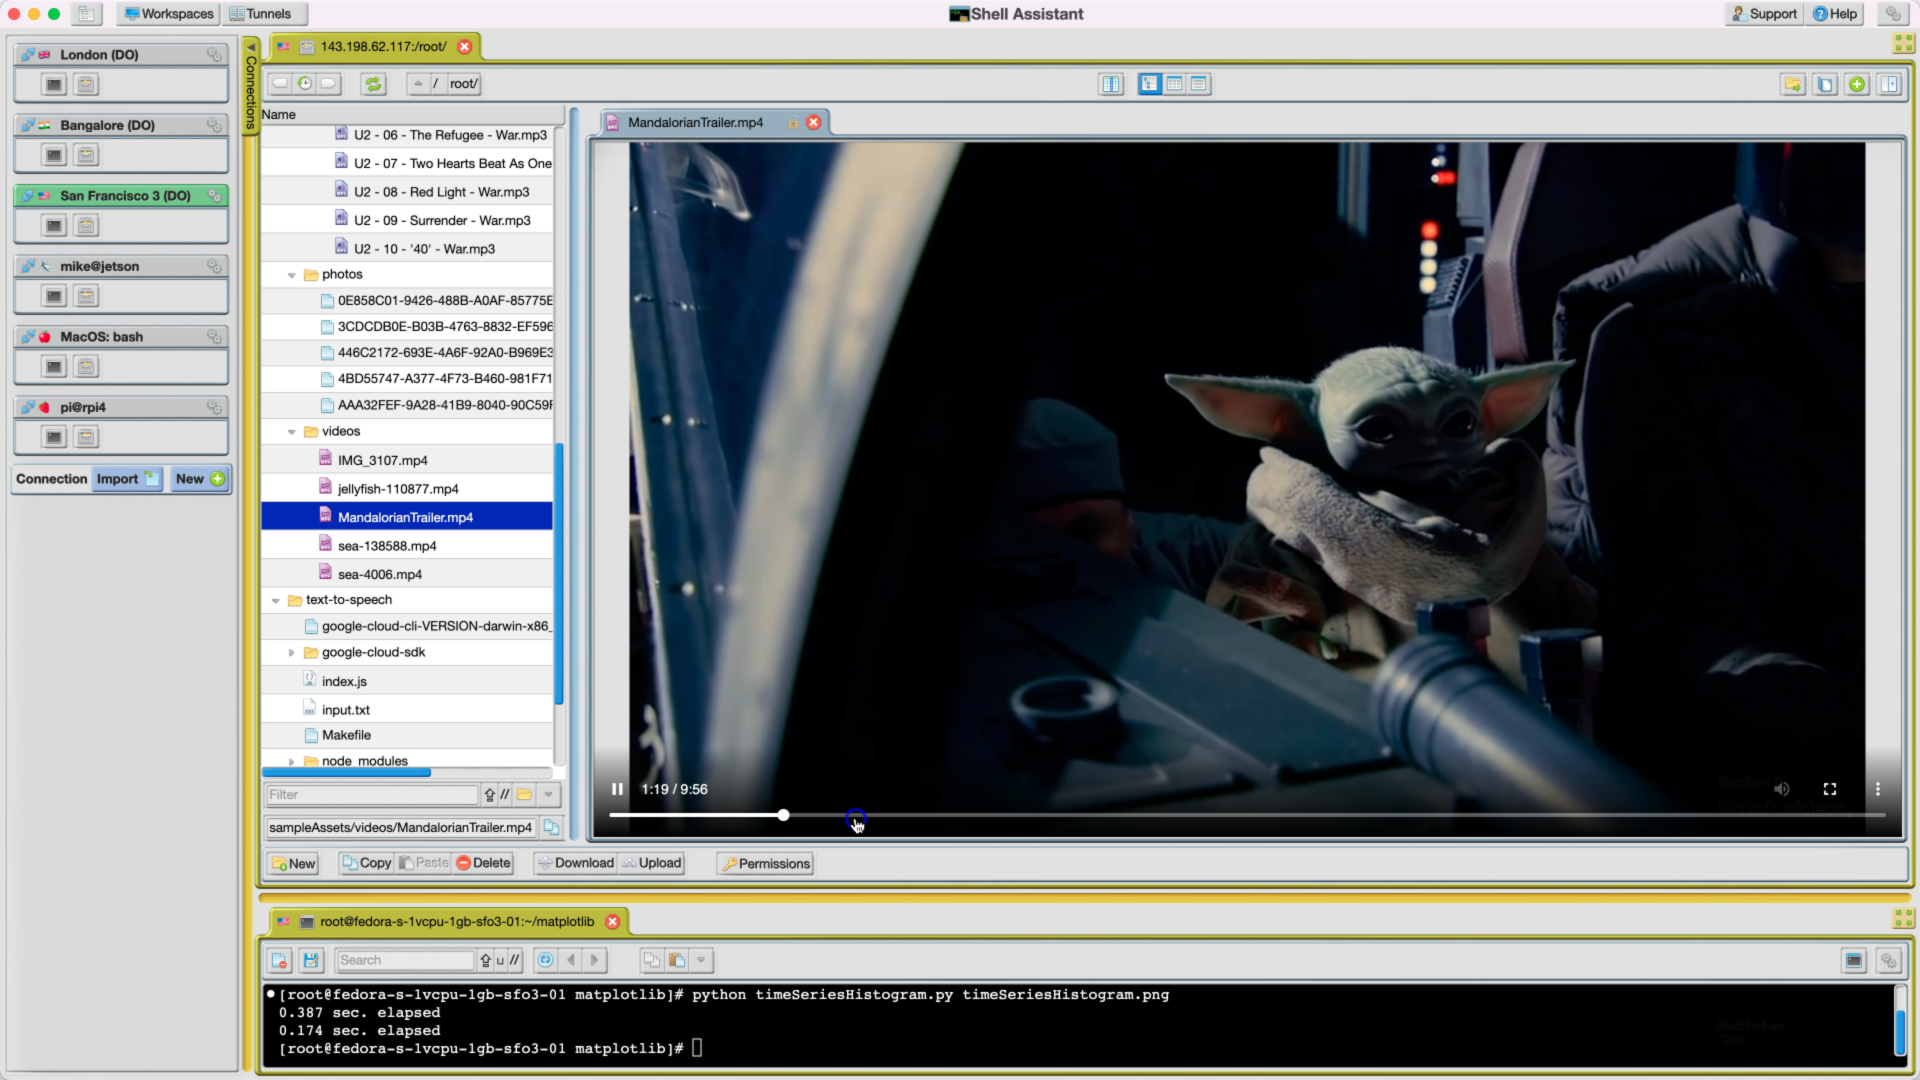 Workspaces Tunnels Shell Assistant Support Help
London (DO)
Bangalore (DO)
San Francisco 3 (DO)
mike@jetson
MacOS: bash
pi@rpi4
Connection Import New
Connections
143.198.62.117:/root/
/ root/
Name
U2 - 06 - The Refugee - War.mp3
U2 - 07 - Two Hearts Beat As One
U2 - 08 - Red Light - War.mp3
U2 - 09 - Surrender - War.mp3
U2 - 10 - '40' - War.mp3
photos
0E858C01-9426-488B-A0AF-85775E
3CDCDB0E-B03B-4763-8832-EF596
446C2172-693E-4A6F-92A0-B969E3
4BD55747-A377-4F73-B460-981F71
AAA32FEF-9A28-41B9-8040-90C59F
videos
IMG_3107.mp4
jellyfish-110877.mp4
MandalorianTrailer.mp4
sea-138588.mp4
sea-4006.mp4
text-to-speech
google-cloud-cli-VERSION-darwin-x86_
google-cloud-sdk
index.js
input.txt
Makefile
node_modules
Filter //
sampleAssets/videos/MandalorianTrailer.mp4
MandalorianTrailer.mp4
1:19 / 9:56
New Copy Paste Delete Download Upload Permissions
root@fedora-s-1vcpu-1gb-sfo3-01:~/matplotlib
Search u //
[root@fedora-s-1vcpu-1gb-sfo3-01 matplotlib]# python timeSeriesHistogram.py timeSeriesHistogram.png
0.387 sec. elapsed
0.174 sec. elapsed
[root@fedora-s-1vcpu-1gb-sfo3-01 matplotlib]#